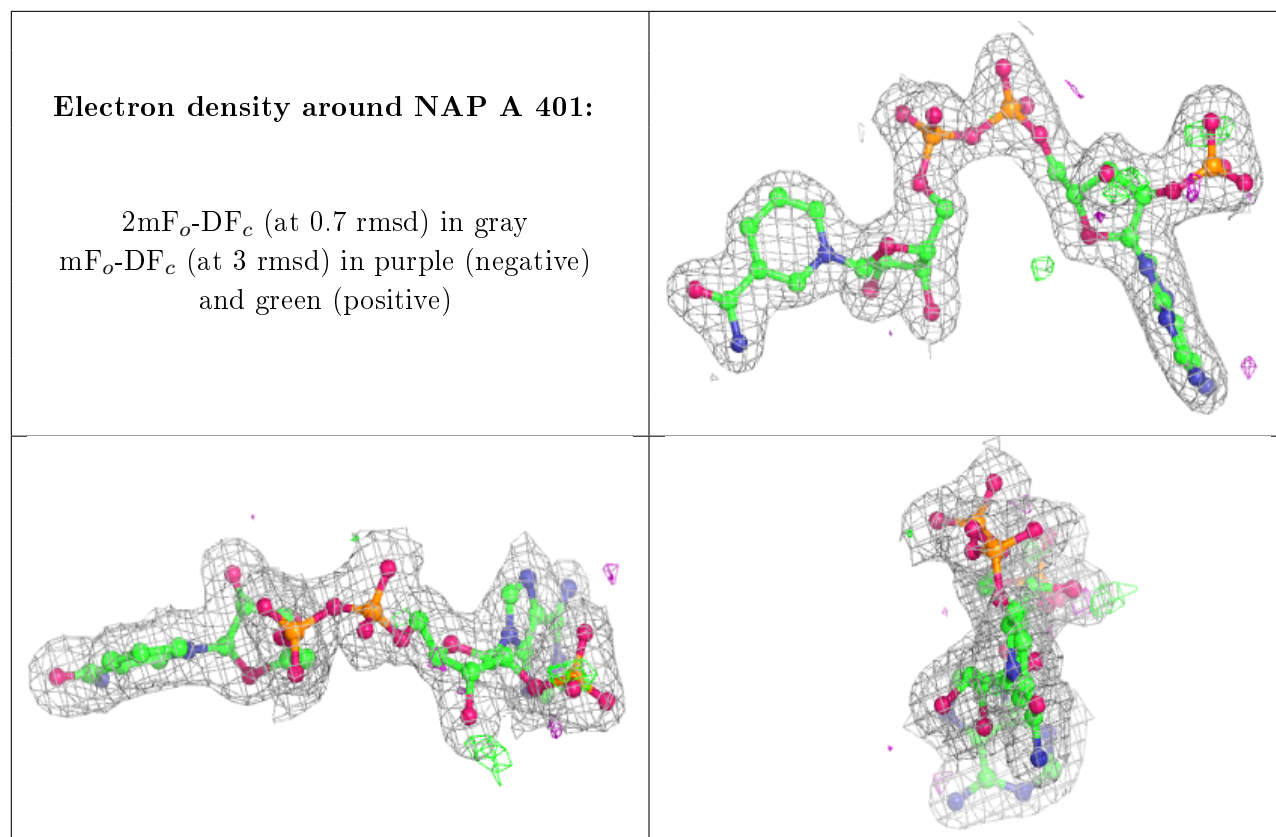 Electron density around NAP A 401:
2mFₒ-DF𝒸 (at 0.7 rmsd) in gray
mFₒ-DF𝒸 (at 3 rmsd) in purple (negative)
and green (positive)